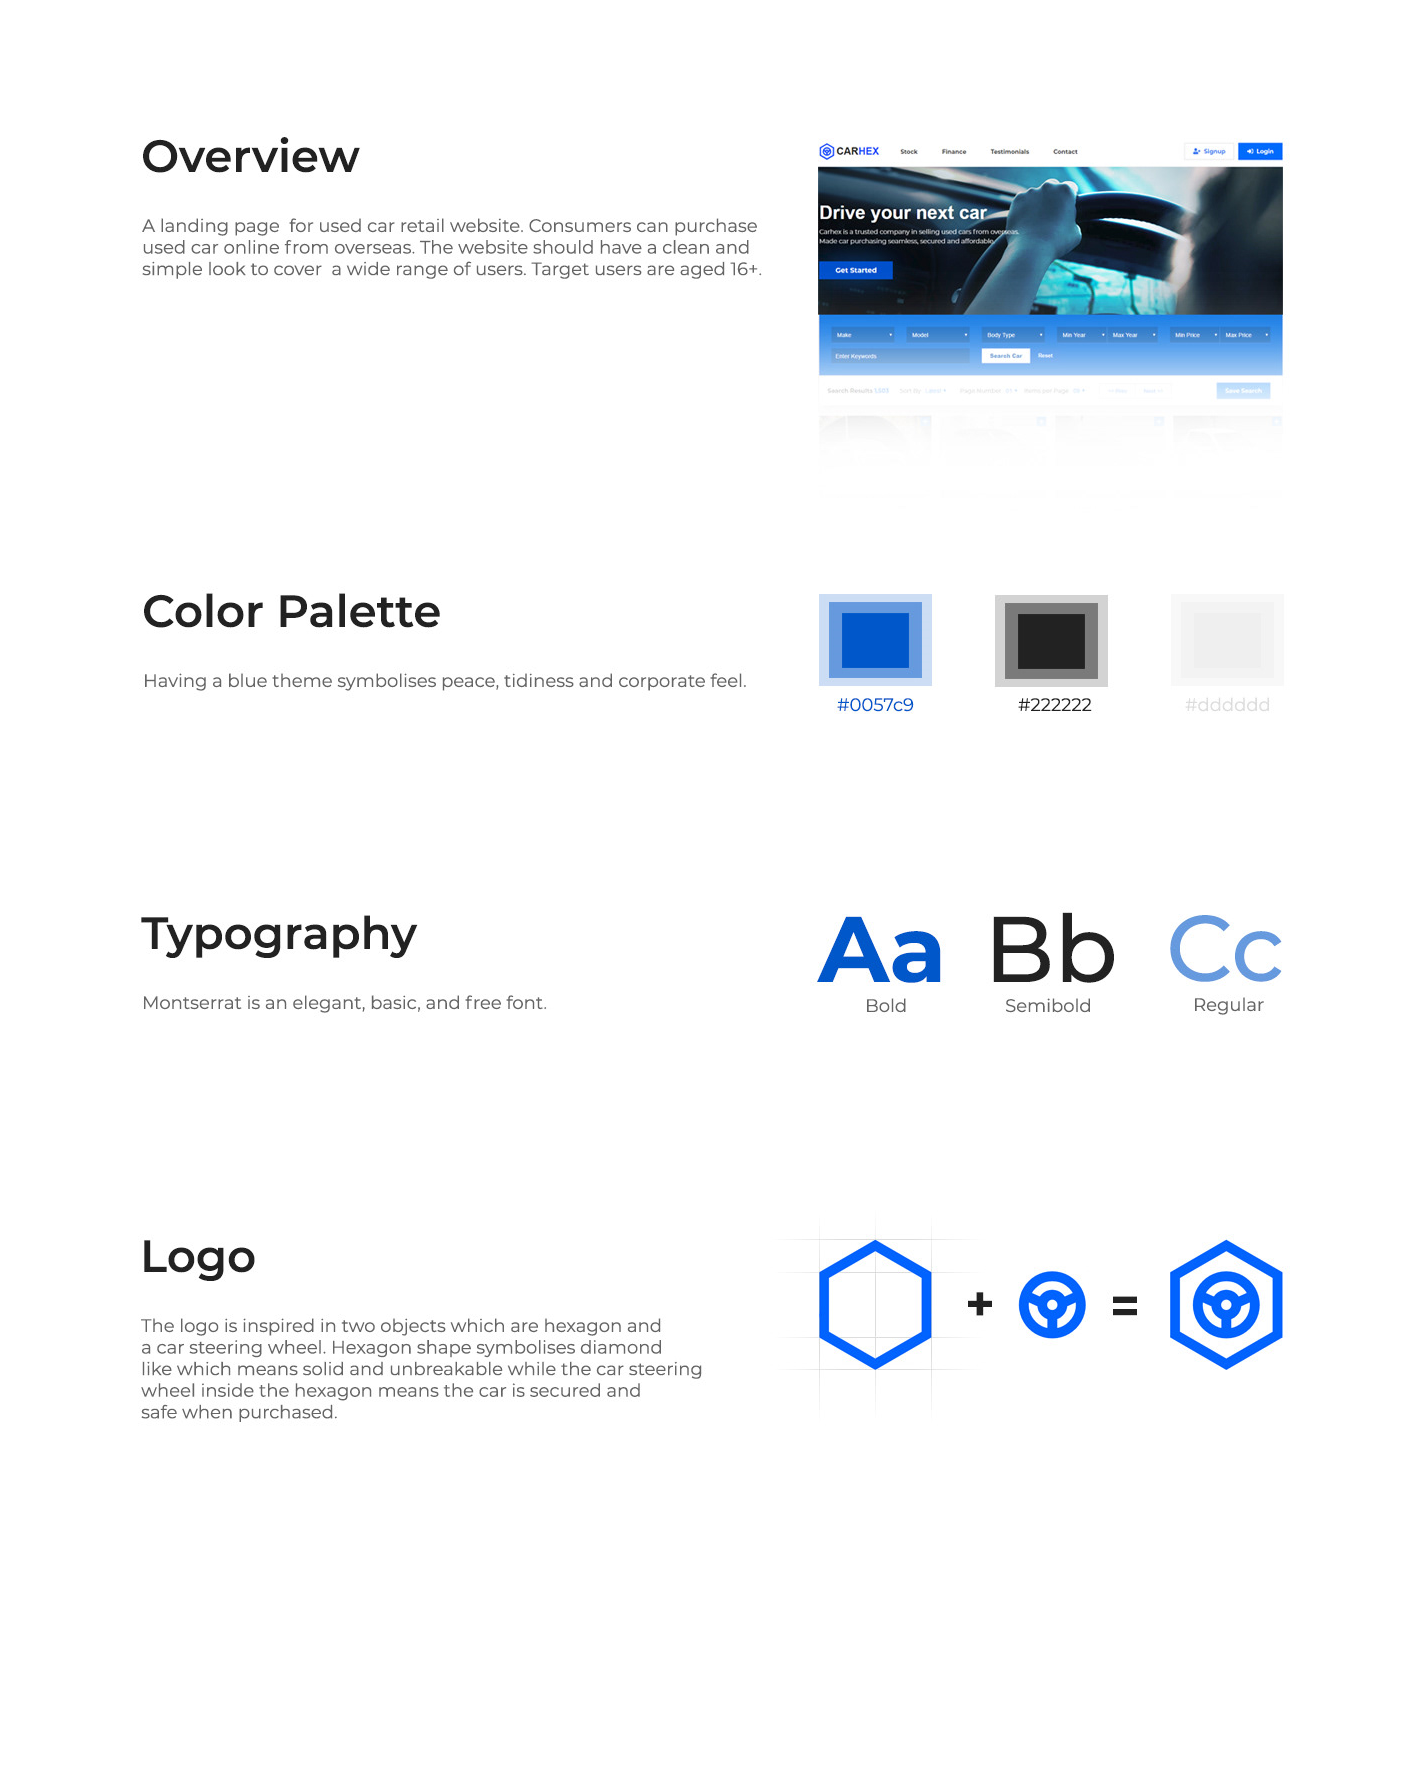 Overview
A landing page  for used car retail website. Consumers can purchase
used car online from overseas. The website should have a clean and
simple look to cover  a wide range of users. Target users are aged 16+.
CARHEX
Stock
Finance
Testimonials
Contact
Signup
Login
Drive your next car
Carhex is a trusted company in selling used cars from overseas.
Made car purchasing seamless, secured and affordable.
Get Started
Make
Model
Body Type
Min Year
Max Year
Min Price
Max Price
Enter Keywords
Search Car
Reset
Search Results
Sort By
Latest
Page Number
Items per Page
Save Search
Color Palette
Having a blue theme symbolises peace, tidiness and corporate feel.
#0057c9
#222222
#dddddd
Typography
Montserrat is an elegant, basic, and free font.
Aa
Bb
Cc
Bold
Semibold
Regular
Logo
The logo is inspired in two objects which are hexagon and
a car steering wheel. Hexagon shape symbolises diamond
like which means solid and unbreakable while the car steering
wheel inside the hexagon means the car is secured and
safe when purchased.
+
=